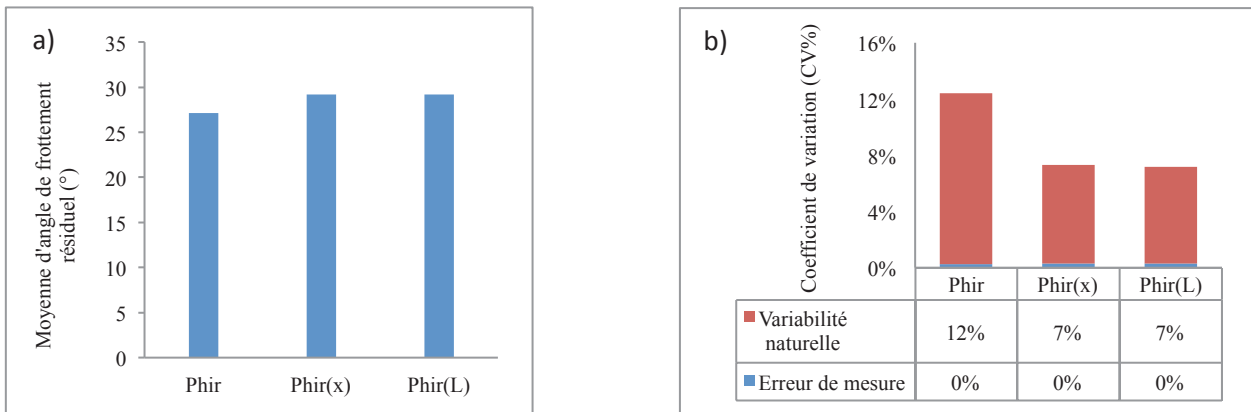 a)
Moyenne d'angle de frottement
résiduel (°)
35
30
25
20
15
10
5
0
Phir Phir(x) Phir(L)
b)
Coefficient de variation (CV%)
16%
12%
8%
4%
0%
Phir Phir(x) Phir(L)
Variabilité
naturelle
12% 7% 7%
Erreur de mesure 0% 0% 0%